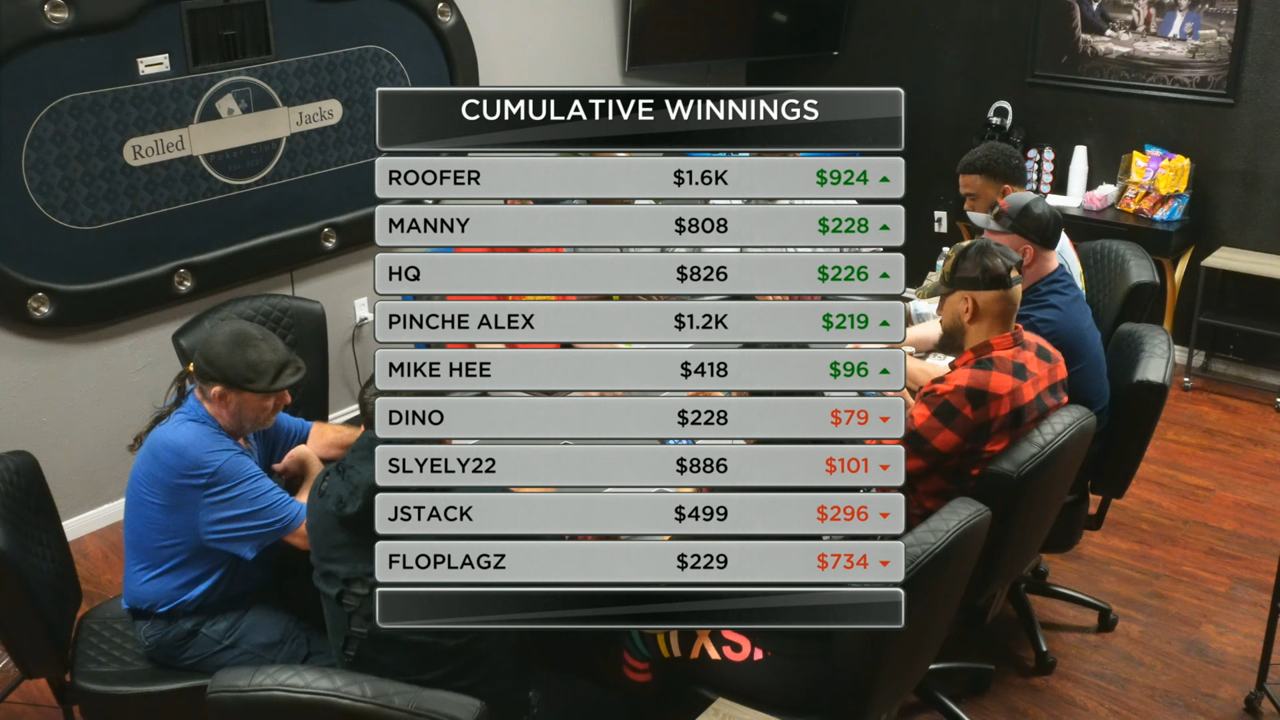 Rolled
Jacks
CUMULATIVE WINNINGS
ROOFER $1.6K $924
MANNY $808 $228
HQ $826 $226
PINCHE ALEX $1.2K $219
MIKE HEE $418 $96
DINO $228 $79
SLYELY22 $886 $101
JSTACK $499 $296
FLOPLAGZ $229 $734